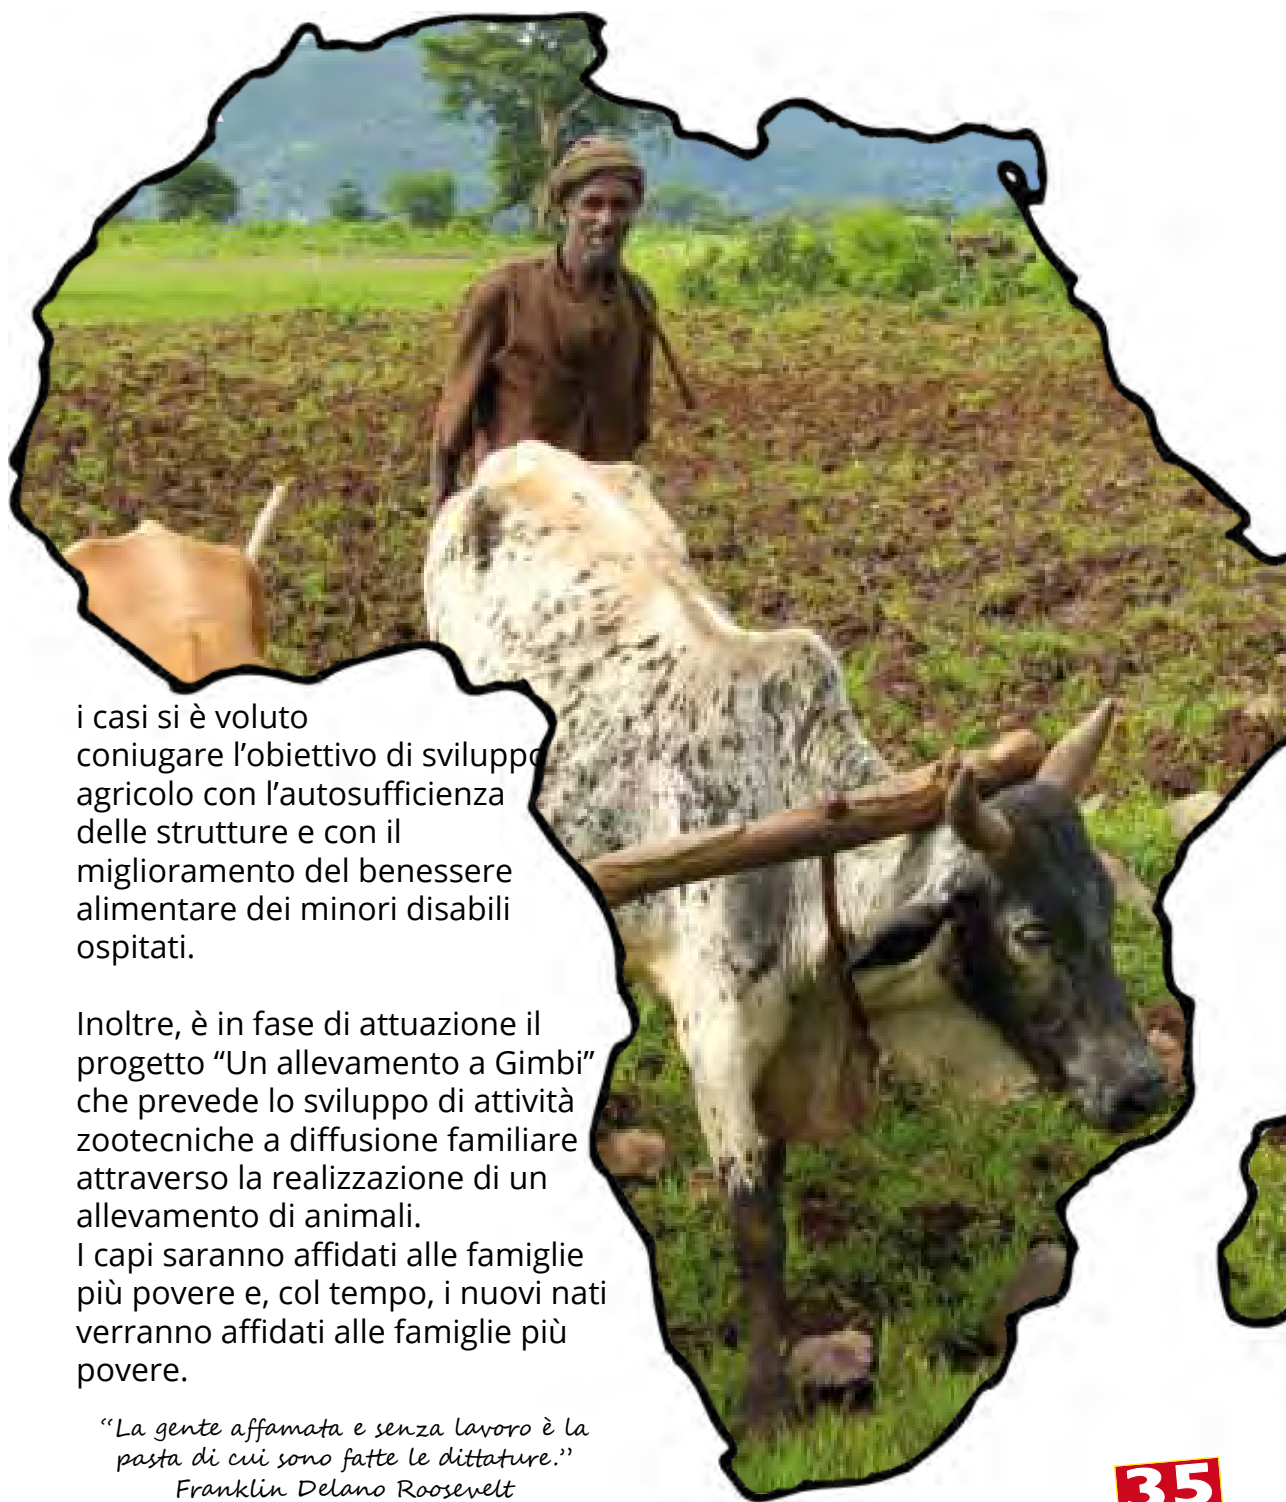 i casi si è voluto
coniugare l’obiettivo di sviluppo
agricolo con l’autosufficienza
delle strutture e con il
miglioramento del benessere
alimentare dei minori disabili
ospitati.
Inoltre, è in fase di attuazione il
progetto “Un allevamento a Gimbi”
che prevede lo sviluppo di attività
zootecniche a diffusione familiare
attraverso la realizzazione di un
allevamento di animali.
I capi saranno affidati alle famiglie
più povere e, col tempo, i nuovi nati
verranno affidati alle famiglie più
povere.
“La gente affamata e senza lavoro è la
pasta di cui sono fatte le dittature.”
Franklin Delano Roosevelt
35